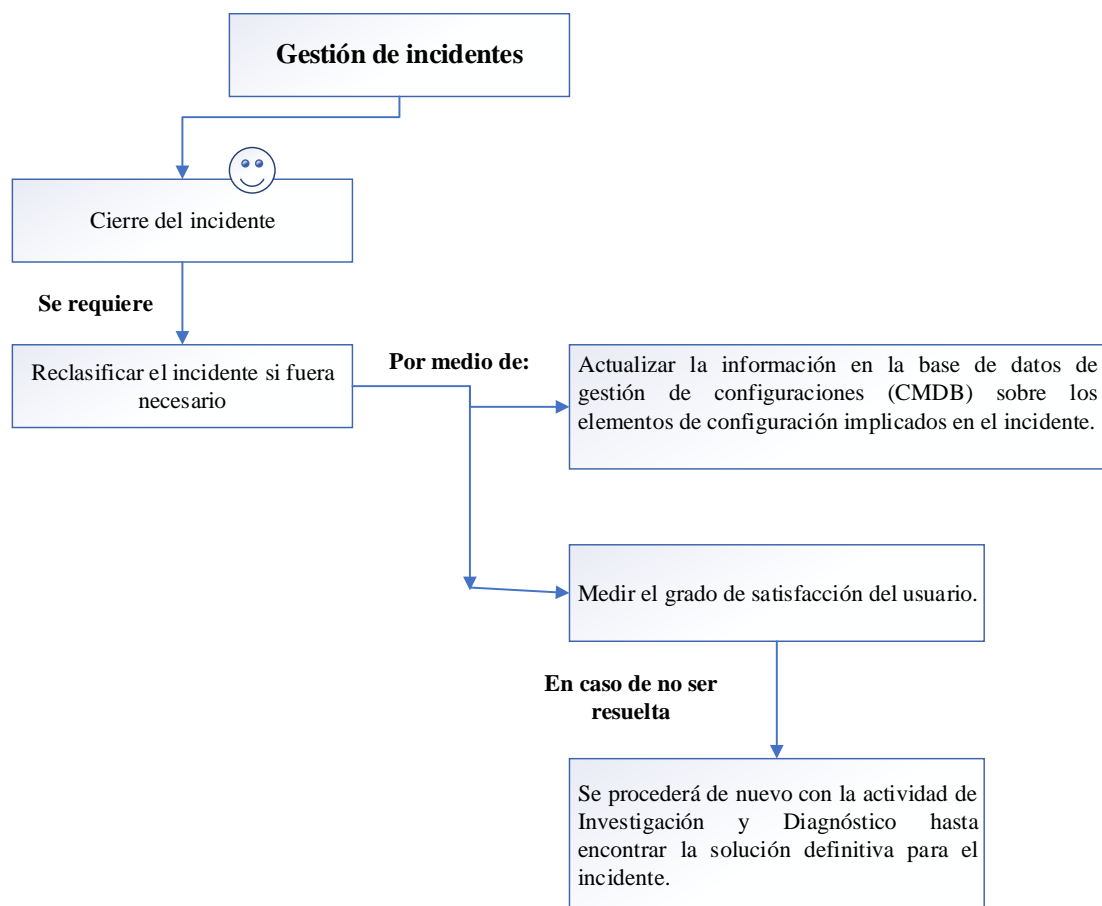 Gestión de incidentes
Cierre del incidente
Se requiere
Reclasificar el incidente si fuera
necesario
Por medio de:
Actualizar la información en la base de datos de
gestión de configuraciones (CMDB) sobre los
elementos de configuración implicados en el incidente.
Medir el grado de satisfacción del usuario.
En caso de no ser
resuelta
Se procederá de nuevo con la actividad de
Investigación y Diagnóstico hasta
encontrar la solución definitiva para el
incidente.